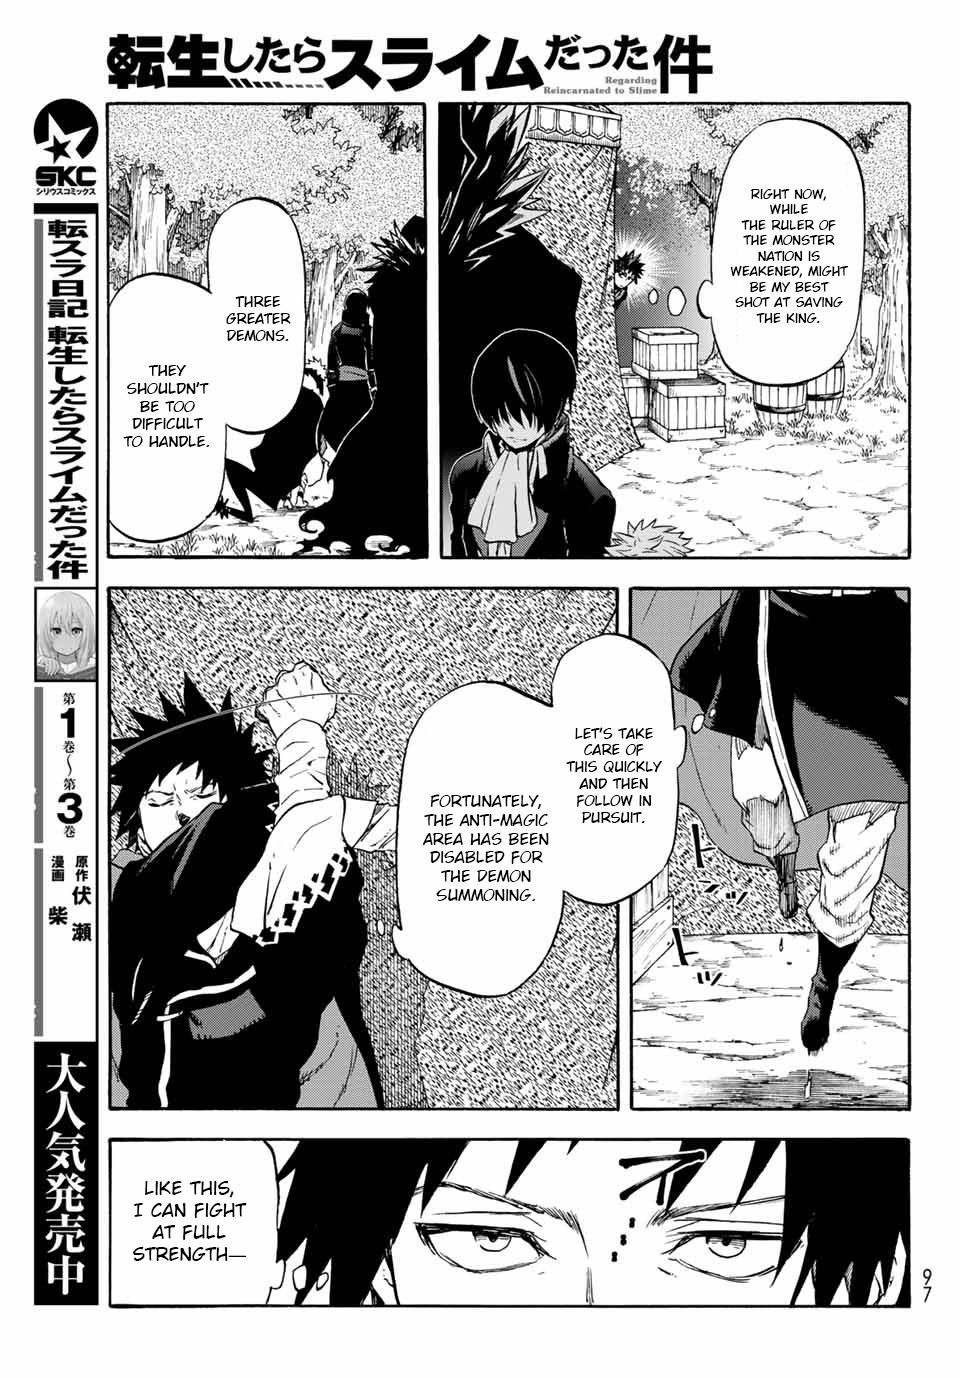 転生したらスライムだった件
Regarding
Reincarnated to Slime
SKC
シリウスコミックス
転スラ日記 転生したらスライムだった件
第1巻〜第3巻
原作 伏瀬
漫画 柴
大人気発売中
RIGHT NOW,
WHILE
THE RULER OF
THE MONSTER
NATION IS
WEAKENED, MIGHT
BE MY BEST
SHOT AT SAVING
THE KING.
THREE
GREATER
DEMONS.
THEY
SHOULDN'T
BE TOO
DIFFICULT
TO HANDLE.
LET'S TAKE
CARE OF
THIS QUICKLY
AND THEN
FOLLOW IN
PURSUIT.
FORTUNATELY,
THE ANTI-MAGIC
AREA HAS BEEN
DISABLED FOR
THE DEMON
SUMMONING.
LIKE THIS,
I CAN FIGHT
AT FULL
STRENGTH—
97